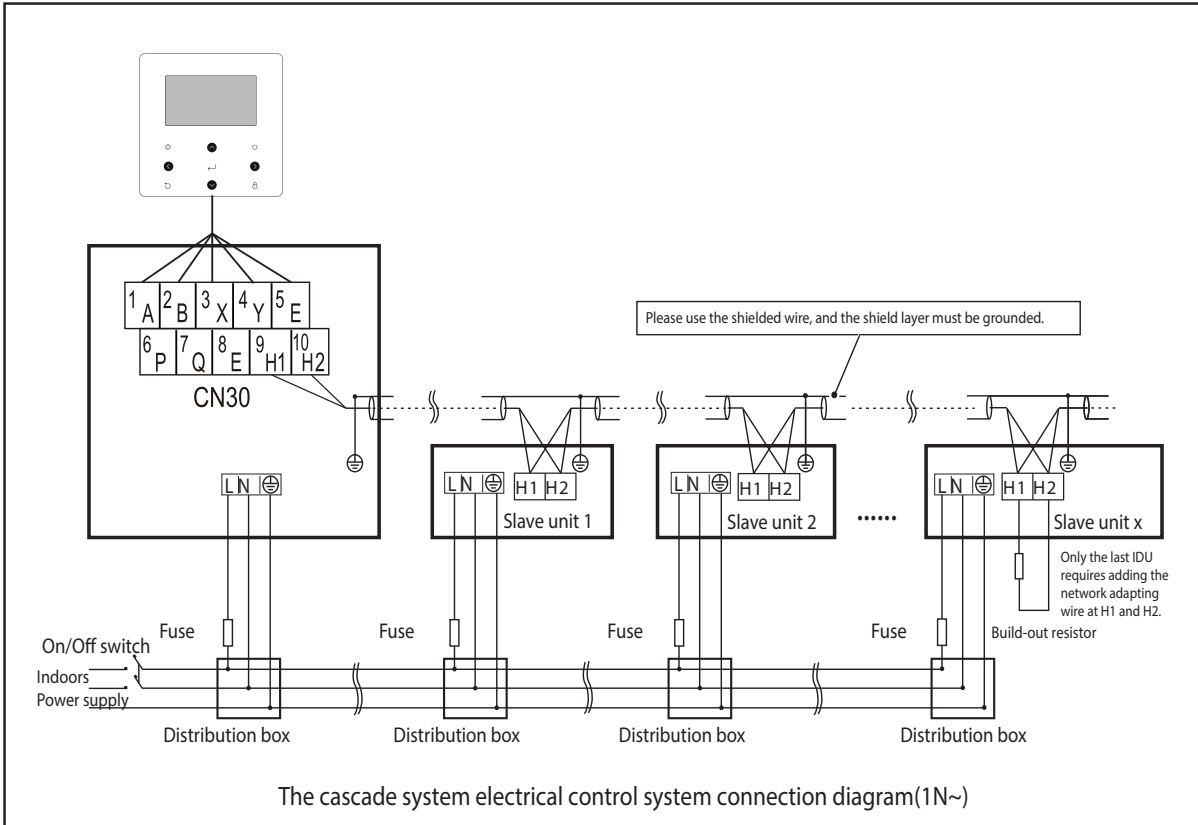 1 A 2 B 3 X 4 Y 5 E
6 P 7 Q 8 E 9 H1 10 H2
CN30
Please use the shielded wire, and the shield layer must be grounded.
L N
L N
H1 H2
Slave unit 1
L N
H1 H2
Slave unit 2
......
L N
H1 H2
Slave unit x
Only the last IDU
requires adding the
network adapting
wire at H1 and H2.
Build-out resistor
Fuse
Fuse
Fuse
Fuse
On/Off switch
Indoors
Power supply
Distribution box
Distribution box
Distribution box
Distribution box
The cascade system electrical control system connection diagram(1N~)